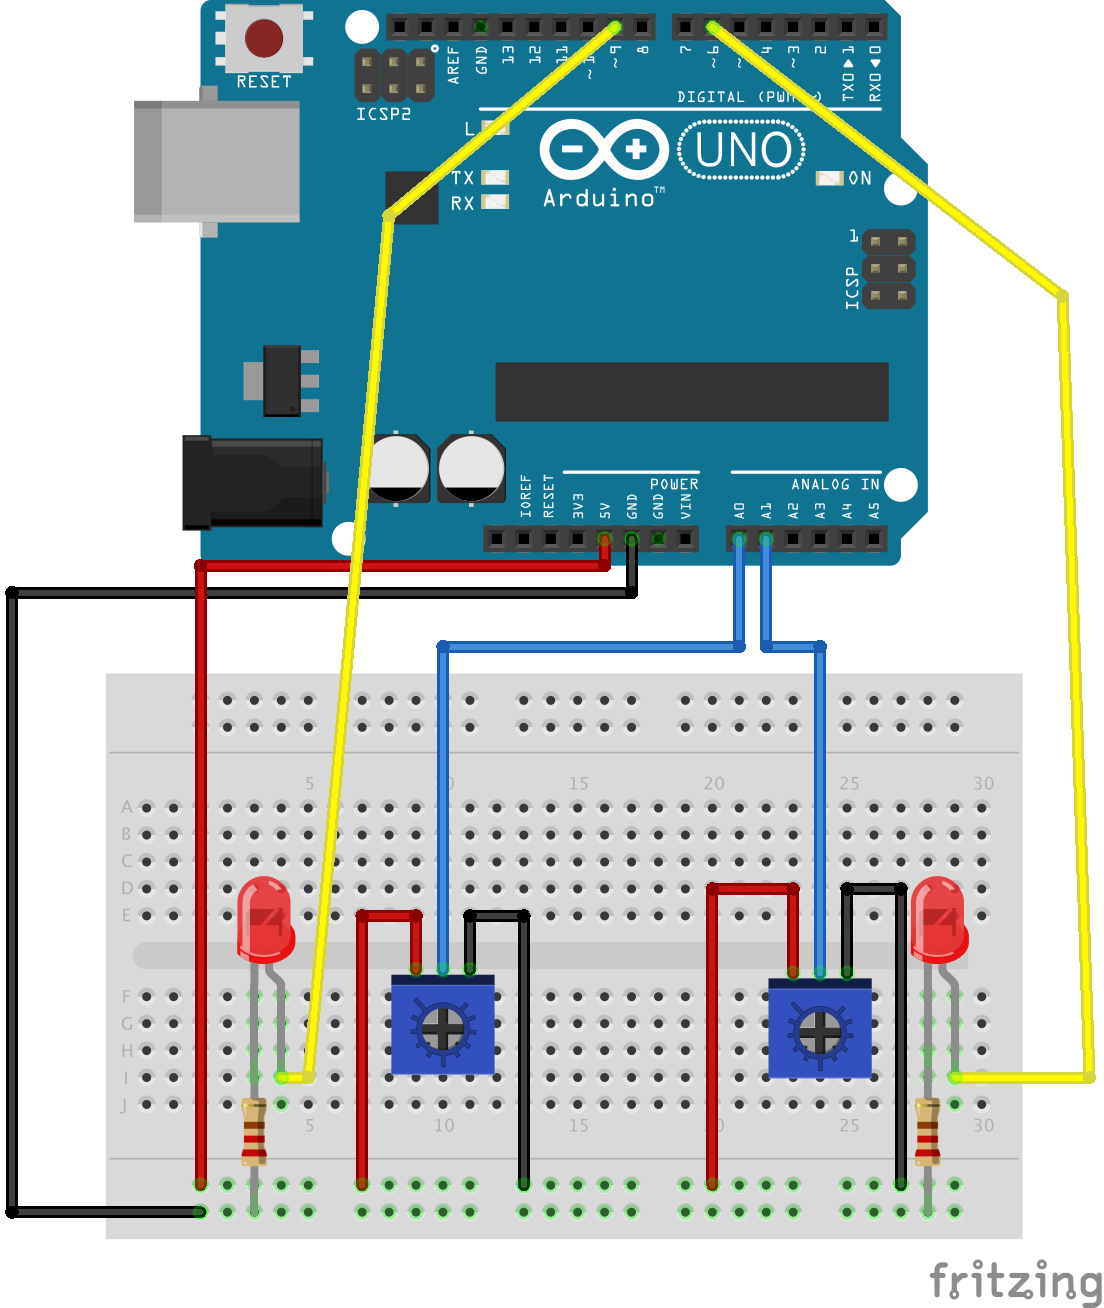 RESET
ICSP2
AREF
GND
13
12
11
~9
8
7
~6
4
~3
2
TX0 ▶ 1
RX0 ◀ 0
DIGITAL (PWM
L
TX
RX
UNO
ON
Arduino™
1
ICSP
IOREF
RESET
3V3
5V
GND
GND
VIN
POWER
A0
A1
A2
A3
A4
A5
ANALOG IN
5 10 15 20 25 30
A
B
C
D
E
F
G
H
I
J
5 10 15 20 25 30
fritzing